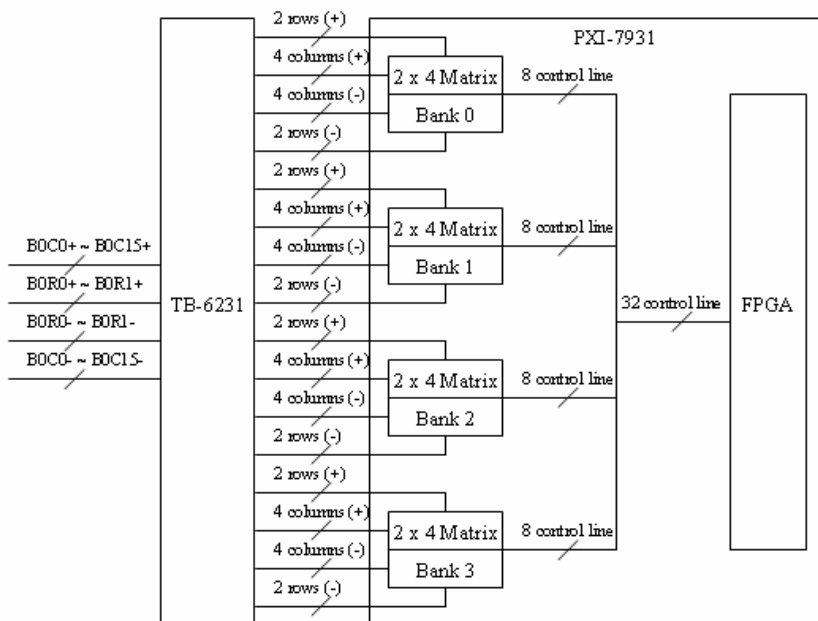 2 rows (+)
PXI-7931
4 columns (+)
2 x 4 Matrix
8 control line
4 columns (-)
Bank 0
2 rows (-)
2 rows (+)
4 columns (+)
2 x 4 Matrix
8 control line
4 columns (-)
B0C0+ ~ B0C15+
Bank 1
B0R0+ ~ B0R1+
2 rows (-)
TB-6231
32 control line
FPGA
B0R0- ~ B0R1-
2 rows (+)
B0C0- ~ B0C15-
4 columns (+)
2 x 4 Matrix
8 control line
4 columns (-)
Bank 2
2 rows (-)
2 rows (+)
4 columns (+)
2 x 4 Matrix
8 control line
4 columns (-)
Bank 3
2 rows (-)